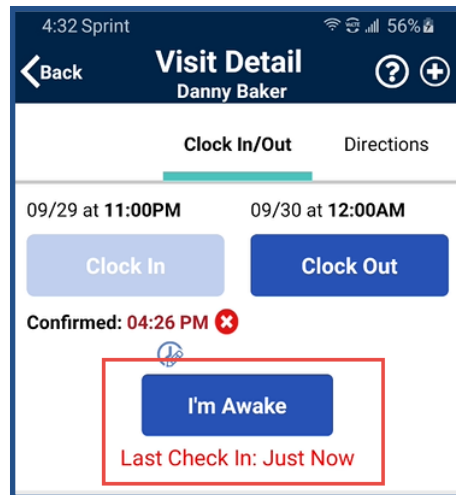 4:32 Sprint 56%
Back Visit Detail ?
Danny Baker
Clock In/Out Directions
09/29 at 11:00PM 09/30 at 12:00AM
Clock In Clock Out
Confirmed: 04:26 PM
I'm Awake
Last Check In: Just Now